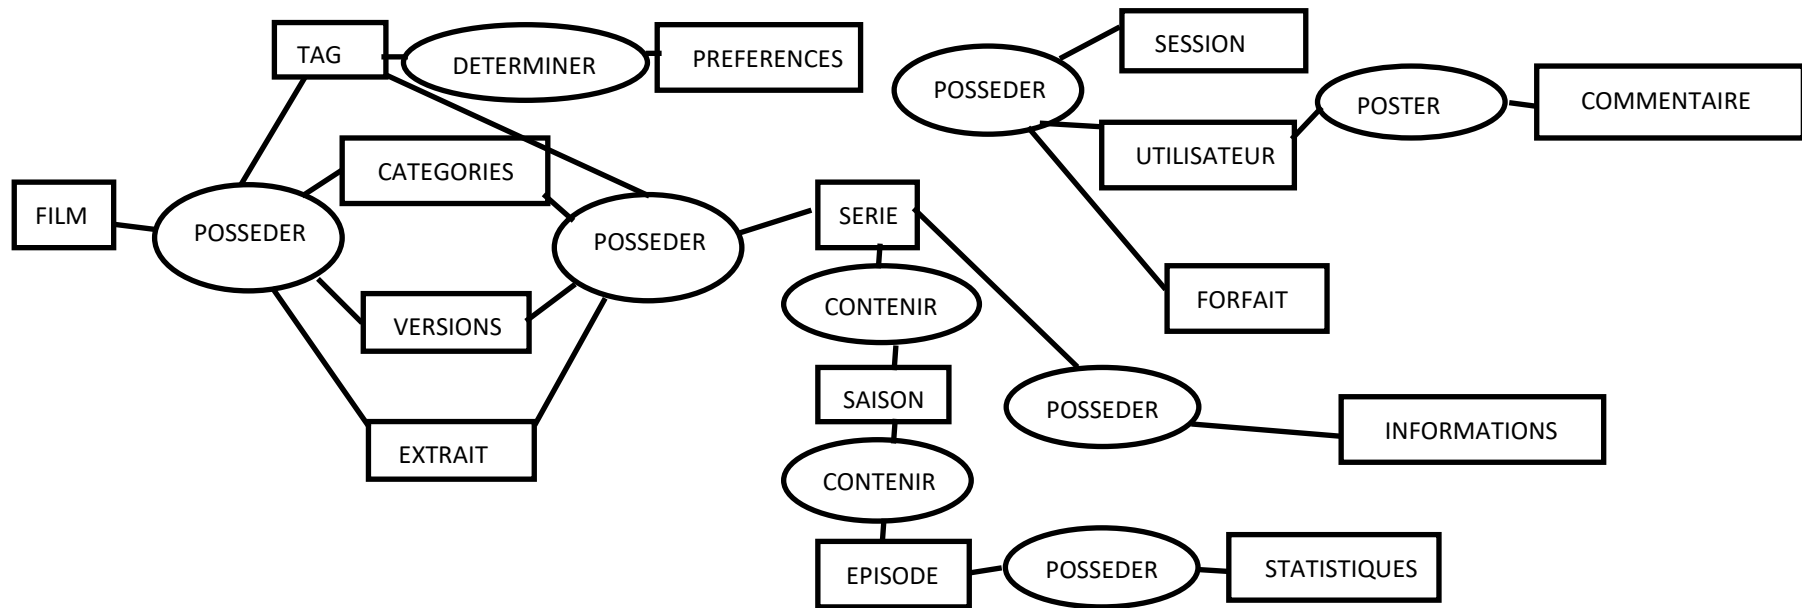 TAG
DETERMINER
PREFERENCES
SESSION
POSSEDER
POSTER
COMMENTAIRE
UTILISATEUR
CATEGORIES
FILM
POSSEDER
POSSEDER
SERIE
FORFAIT
CONTENIR
VERSIONS
SAISON
POSSEDER
INFORMATIONS
EXTRAIT
CONTENIR
EPISODE
POSSEDER
STATISTIQUES